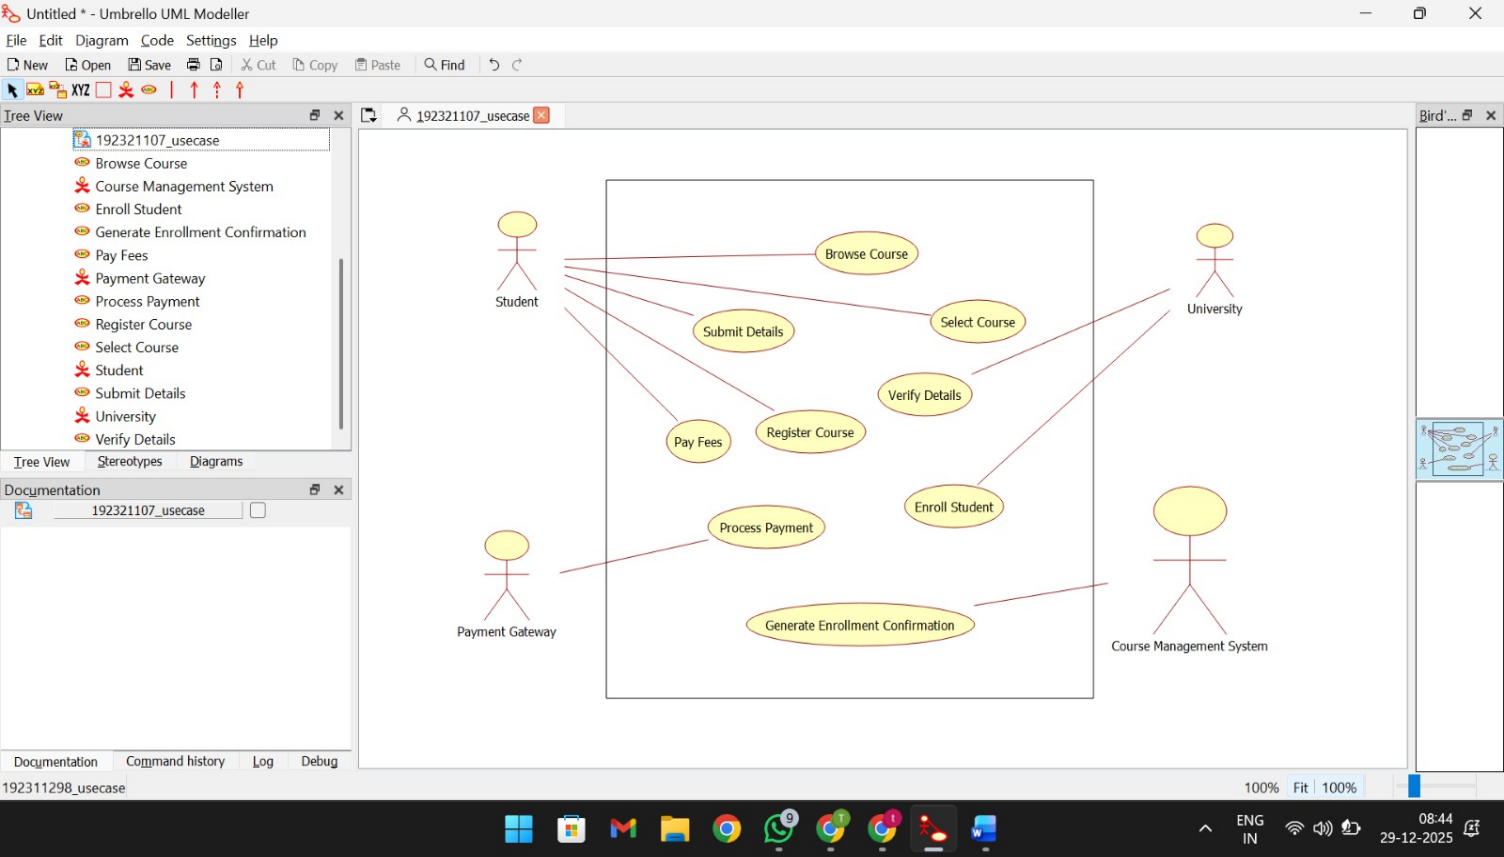 Untitled * - Umbrello UML Modeller
File Edit Diagram Code Settings Help
New Open Save Cut Copy Paste Find
XYZ XYZ
Tree View
192321107_usecase
Bird'...
192321107_usecase
Browse Course
Course Management System
Enroll Student
Generate Enrollment Confirmation
Pay Fees
Payment Gateway
Process Payment
Register Course
Select Course
Student
Submit Details
University
Verify Details
Tree View Stereotypes Diagrams
Documentation
192321107_usecase
Documentation Command history Log Debug
Browse Course
Student
University
Select Course
Submit Details
Verify Details
Register Course
Pay Fees
Enroll Student
Process Payment
Generate Enrollment Confirmation
Payment Gateway
Course Management System
192311298_usecase
100% Fit 100%
9
T
t
W
ENG
IN
08:44
29-12-2025